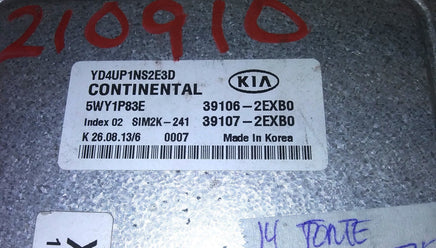 210910
YD4UP1NS2E3D
CONTINENTAL
KIA
5WY1P83E 39106-2EXB0
Index 02 SIM2K-241 39107-2EXB0
K 26.08.13/6 0007 Made In Korea
14 FORTE
X
1